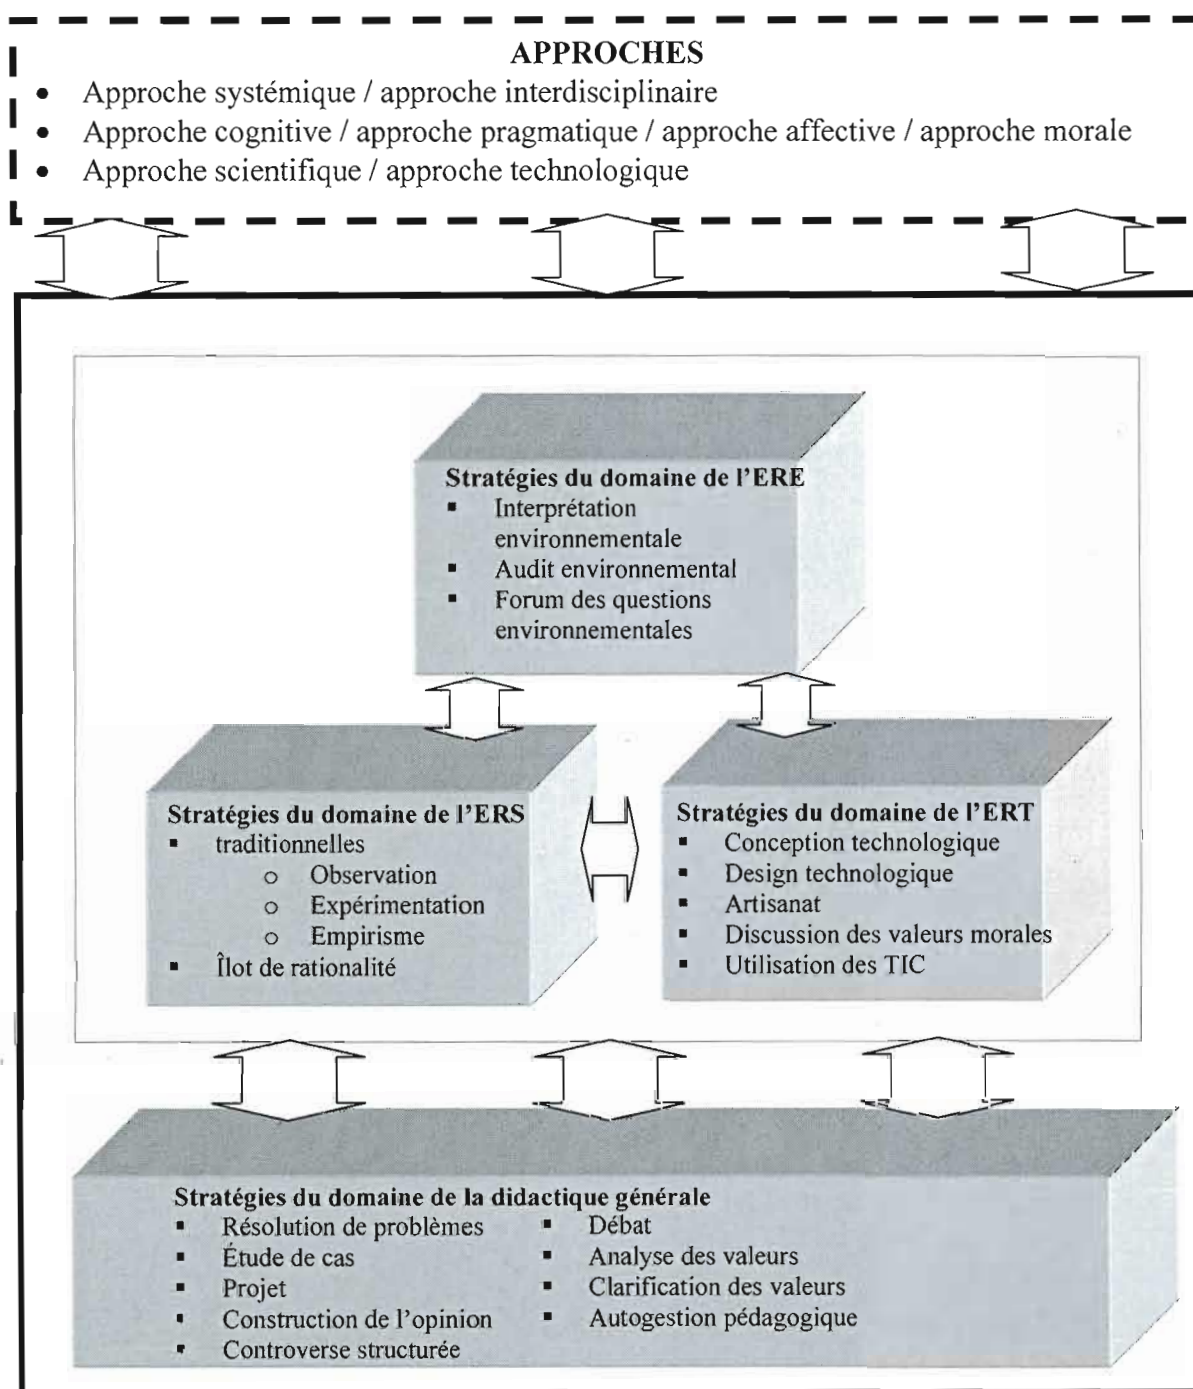 APPROCHES
• Approche systémique / approche interdisciplinaire
• Approche cognitive / approche pragmatique / approche affective / approche morale
• Approche scientifique / approche technologique
Stratégies du domaine de l’ERE
▪ Interprétation
environnementale
▪ Audit environnemental
▪ Forum des questions
environnementales
Stratégies du domaine de l’ERS
▪ traditionnelles
o Observation
o Expérimentation
o Empirisme
▪ Îlot de rationalité
Stratégies du domaine de l’ERT
▪ Conception technologique
▪ Design technologique
▪ Artisanat
▪ Discussion des valeurs morales
▪ Utilisation des TIC
Stratégies du domaine de la didactique générale
▪ Résolution de problèmes
▪ Étude de cas
▪ Projet
▪ Construction de l’opinion
▪ Controverse structurée
▪ Débat
▪ Analyse des valeurs
▪ Clarification des valeurs
▪ Autogestion pédagogique